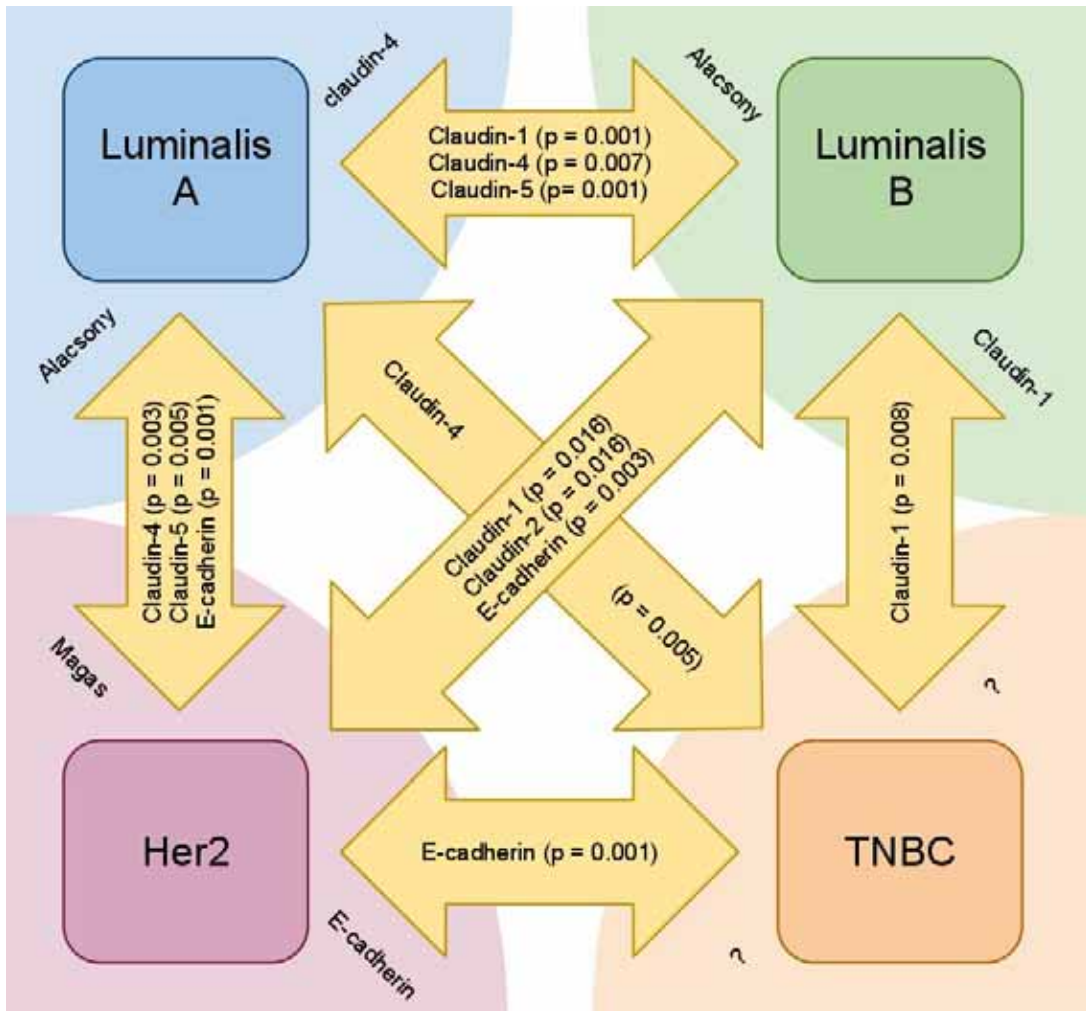 claudin-4
Alacsony
Luminalis
A
Claudin-1 (p = 0.001)
Claudin-4 (p = 0.007)
Claudin-5 (p= 0.001)
Luminalis
B
Alacsony
Claudin-1
Claudin-4 (p = 0.003)
Claudin-5 (p = 0.005)
E-cadherin (p = 0.001)
Claudin-4
(p = 0.005)
Claudin-1 (p = 0.016)
Claudin-2 (p = 0.016)
E-cadherin (p = 0.003)
Claudin-1 (p = 0.008)
Magas
?
Her2
E-cadherin (p = 0.001)
TNBC
E-cadherin
?